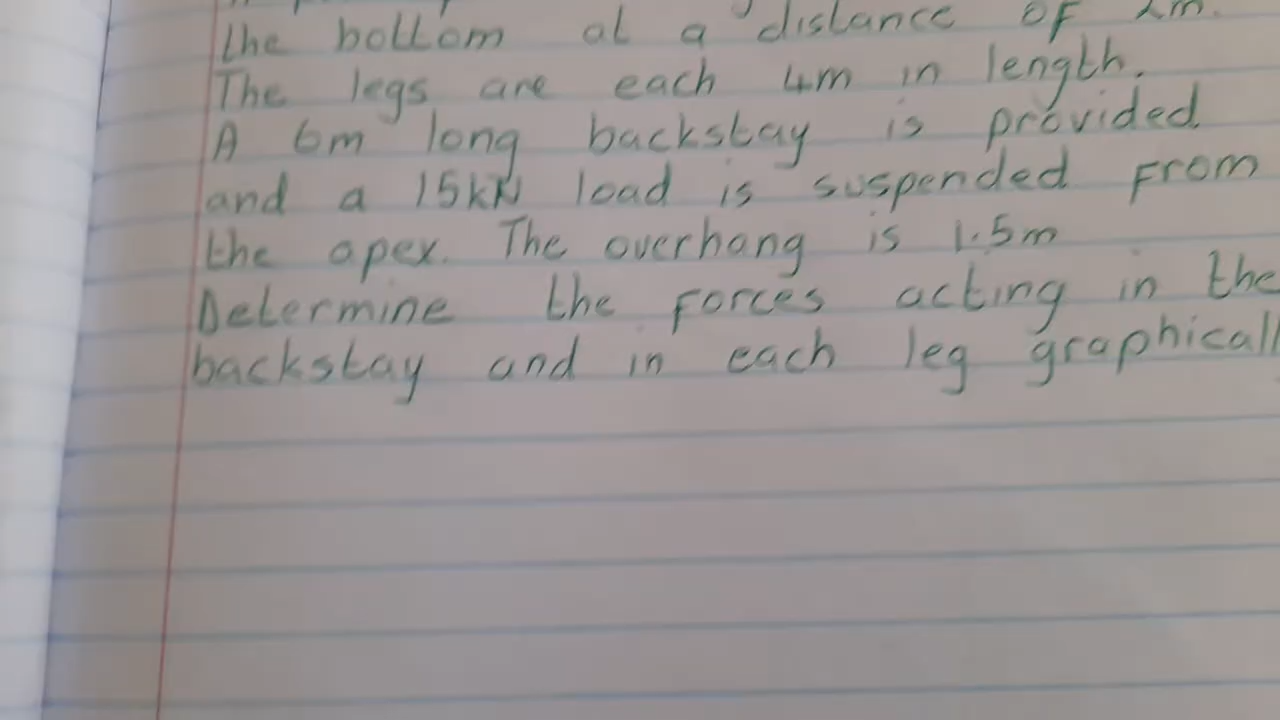 the bottom at a distance of 2m.
The legs are each 4m in length.
A 6m long backstay is provided
and a 15kN load is suspended from
the apex. The overhang is 1.5m
Determine the forces acting in the
backstay and in each leg graphicall